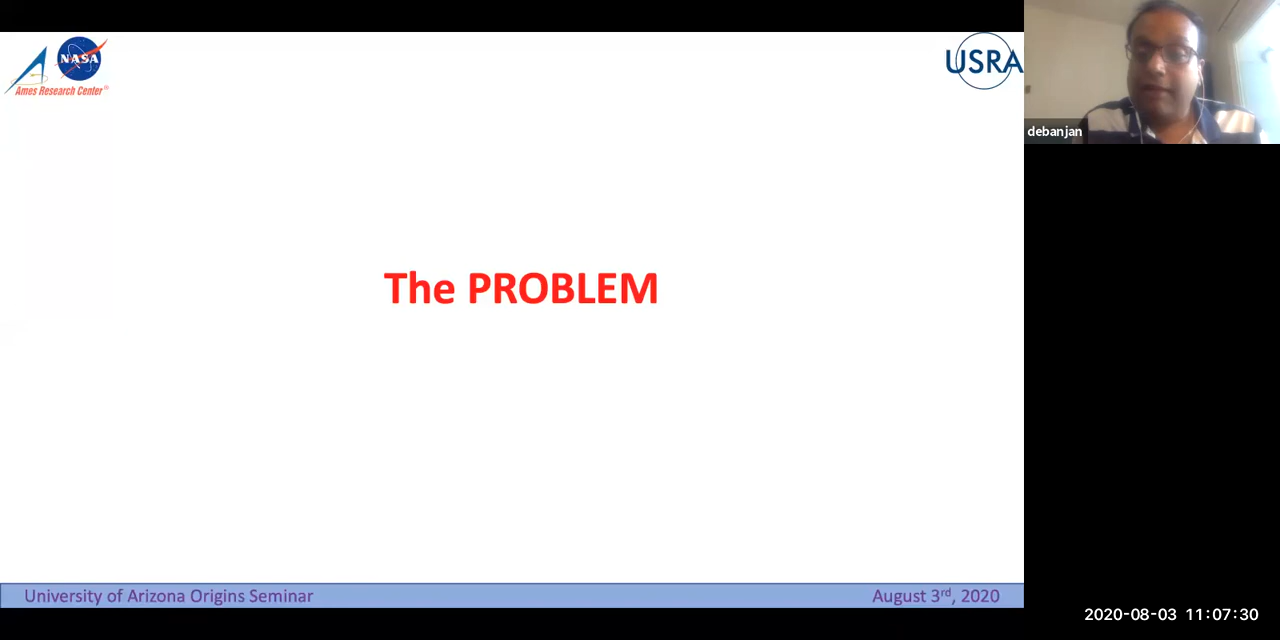 NASA
Ames Research Center
USRA
debanjan
The PROBLEM
University of Arizona Origins Seminar
August 3rd, 2020
2020-08-03 11:07:30